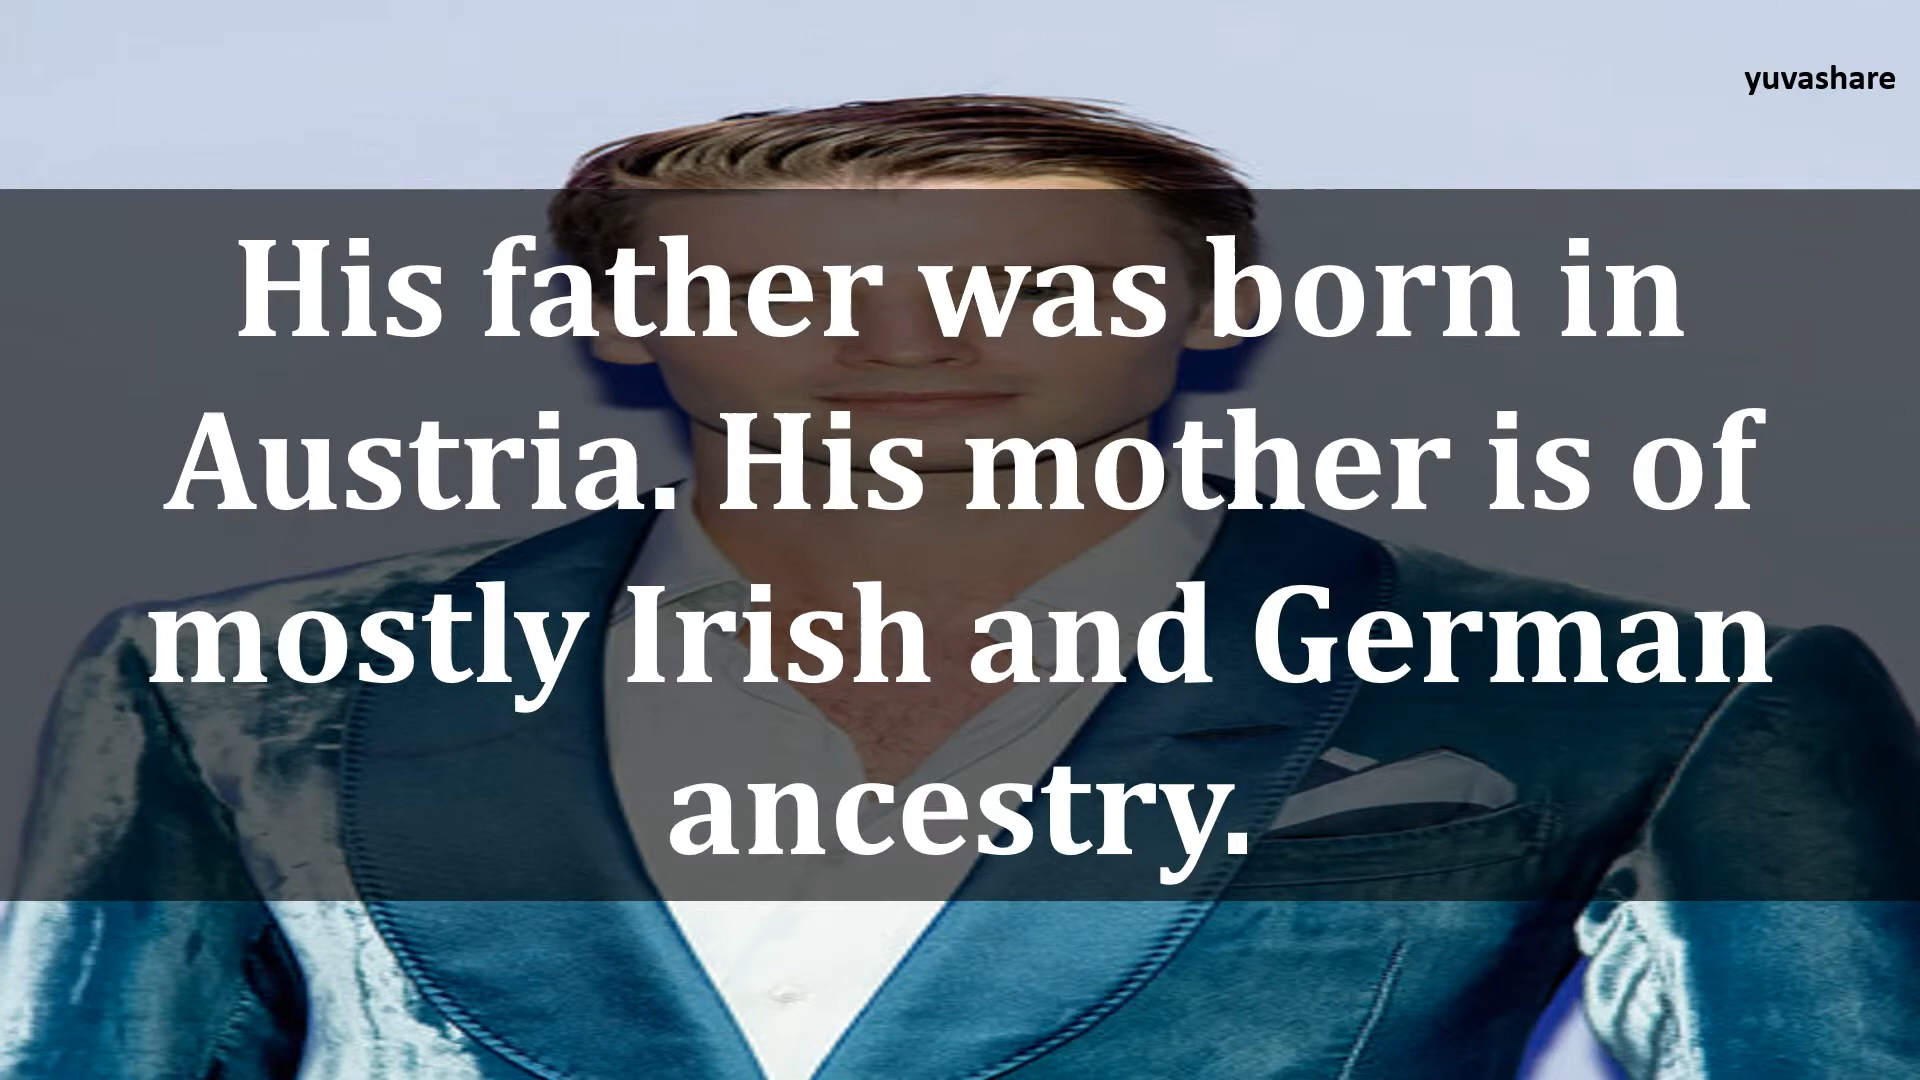 yuvashare
His father was born in
Austria. His mother is of
mostly Irish and German
ancestry.